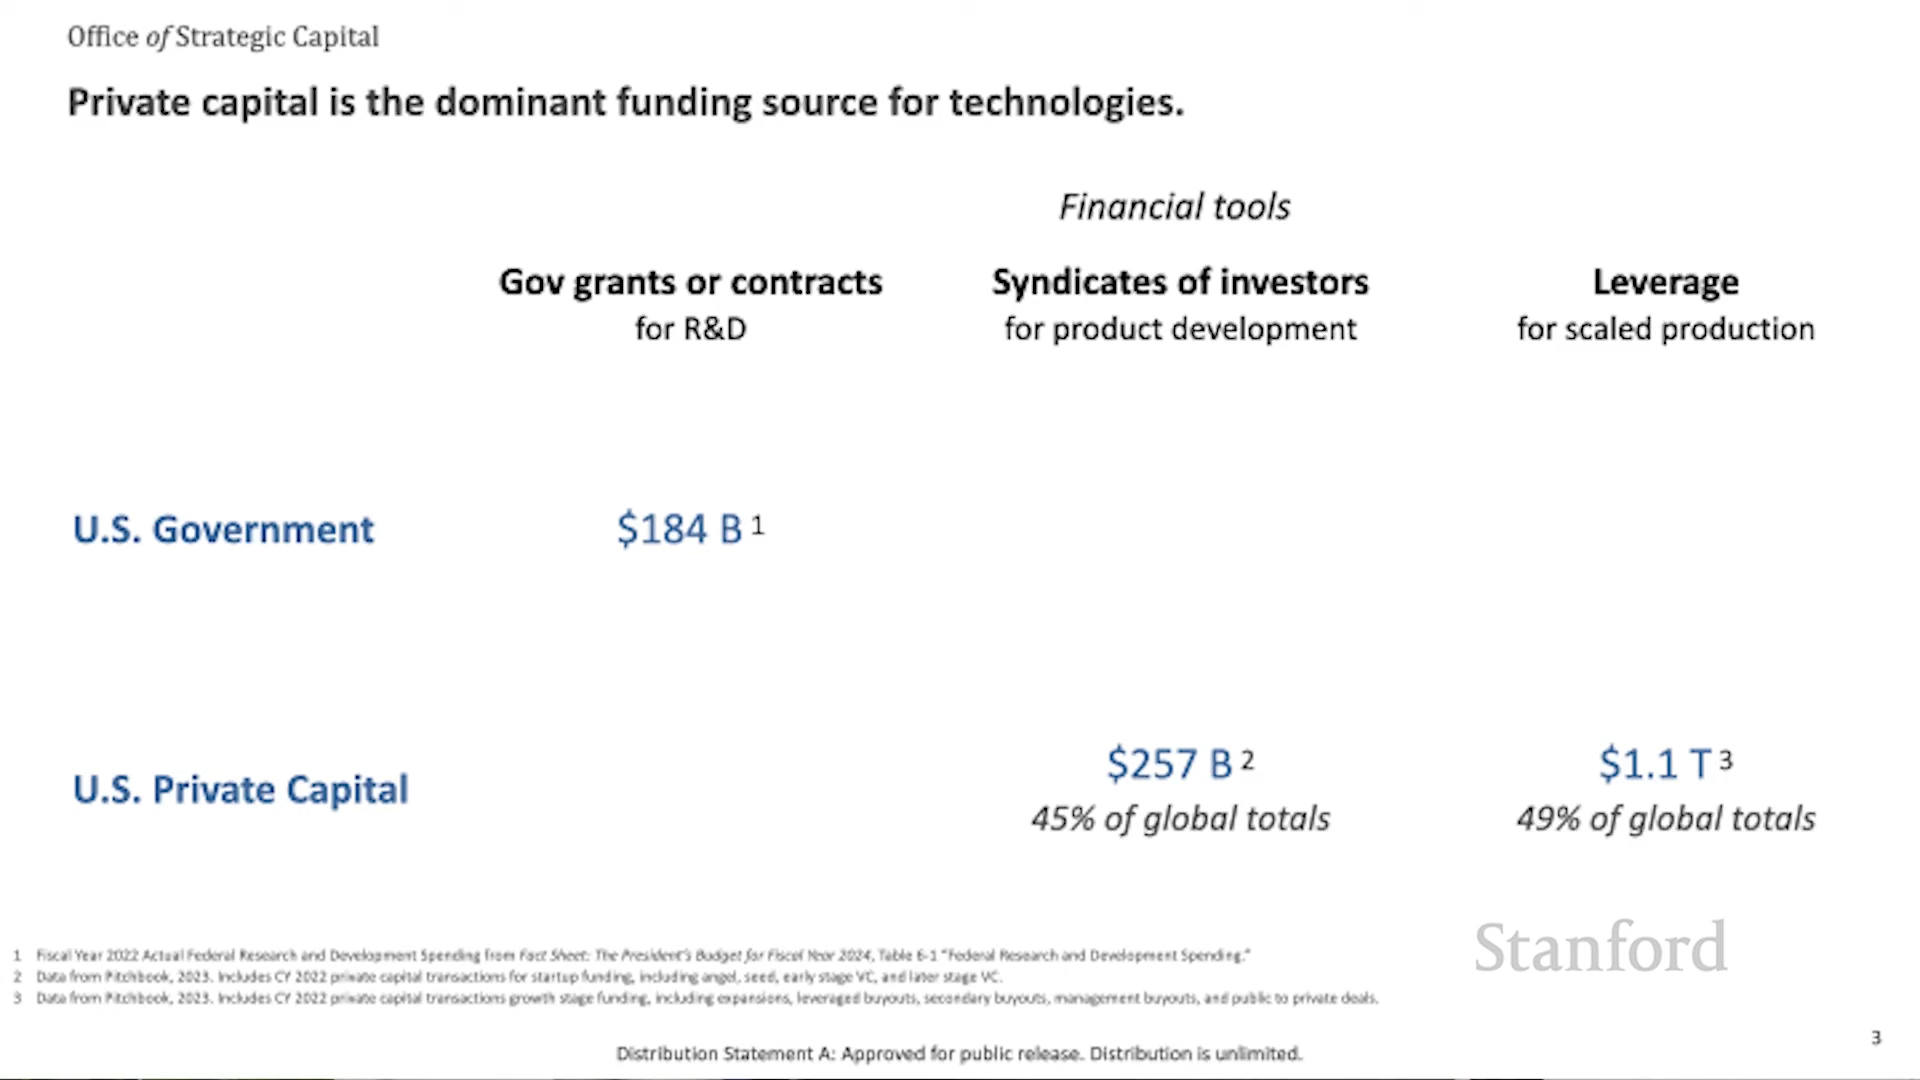 Office of Strategic Capital
Private capital is the dominant funding source for technologies.
Financial tools
Gov grants or contracts
for R&D
Syndicates of investors
for product development
Leverage
for scaled production
U.S. Government
$184 B 1
U.S. Private Capital
$257 B 2
45% of global totals
$1.1 T 3
49% of global totals
Stanford
1 Fiscal Year 2022 Actual Federal Research and Development Spending from Fact Sheet: The President's Budget for Fiscal Year 2024, Table 6-1 "Federal Research and Development Spending."
2 Data from Pitchbook, 2023. Includes CY 2022 private capital transactions for startup funding, including angel, seed, early stage VC, and later stage VC.
3 Data from Pitchbook, 2023. Includes CY 2022 private capital transactions growth stage funding, including expansions, leveraged buyouts, secondary buyouts, management buyouts, and public to private deals.
3
Distribution Statement A: Approved for public release. Distribution is unlimited.